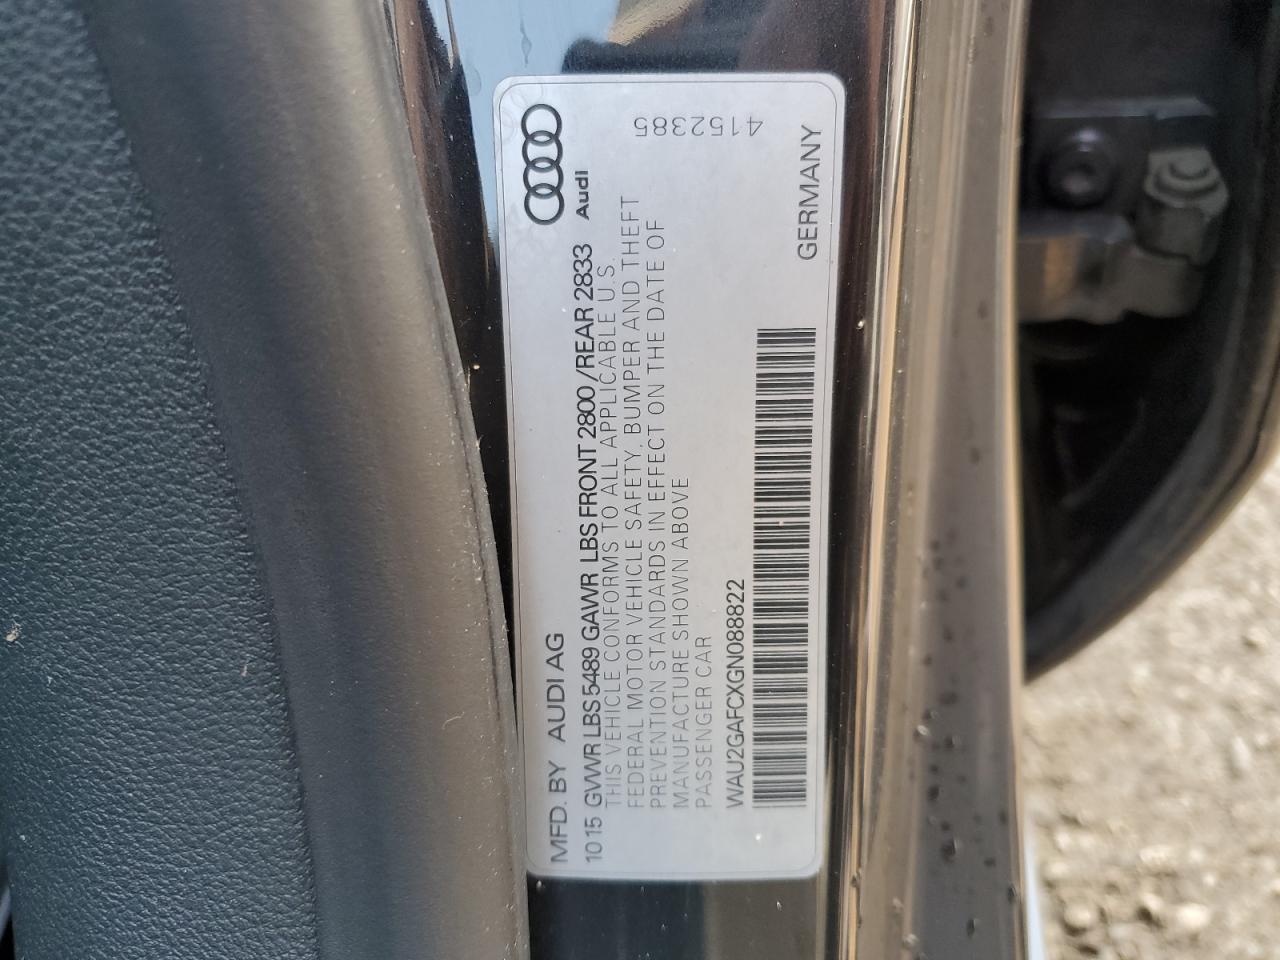 MFD. BY AUDI AG
Audi
10 15 GVWR LBS 5489 GAWR LBS FRONT 2800 / REAR 2833
THIS VEHICLE CONFORMS TO ALL APPLICABLE U.S.
FEDERAL MOTOR VEHICLE SAFETY, BUMPER AND THEFT
PREVENTION STANDARDS IN EFFECT ON THE DATE OF
MANUFACTURE SHOWN ABOVE
PASSENGER CAR
WAU2GAFCXGN088822
GERMANY
4152385